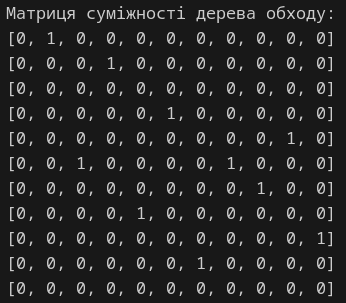 Матриця суміжності дерева обходу:
[0, 1, 0, 0, 0, 0, 0, 0, 0, 0, 0]
[0, 0, 0, 1, 0, 0, 0, 0, 0, 0, 0]
[0, 0, 0, 0, 0, 0, 0, 0, 0, 0, 0]
[0, 0, 0, 0, 0, 1, 0, 0, 0, 0, 0]
[0, 0, 0, 0, 0, 0, 0, 0, 0, 1, 0]
[0, 0, 1, 0, 0, 0, 0, 1, 0, 0, 0]
[0, 0, 0, 0, 0, 0, 0, 0, 1, 0, 0]
[0, 0, 0, 0, 1, 0, 0, 0, 0, 0, 0]
[0, 0, 0, 0, 0, 0, 0, 0, 0, 0, 1]
[0, 0, 0, 0, 0, 0, 1, 0, 0, 0, 0]
[0, 0, 0, 0, 0, 0, 0, 0, 0, 0, 0]